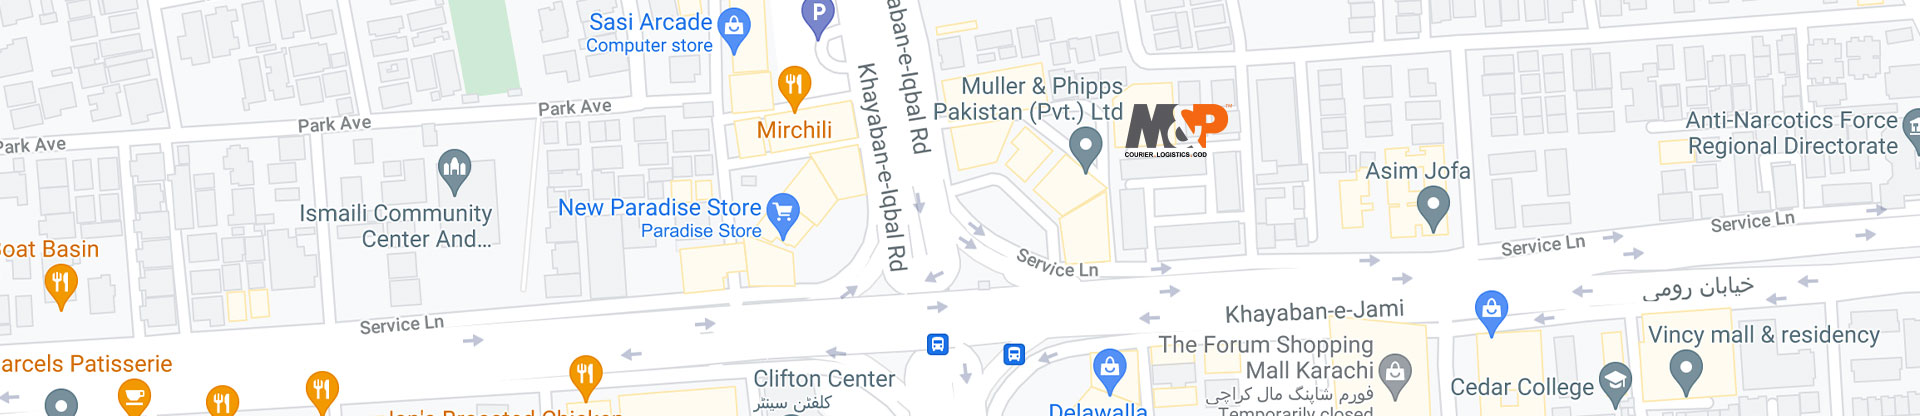 Sasi Arcade
Computer store
P
Khayaban-e-Iqbal Rd
aban-e-Iqbal Rd
Muller & Phipps
Pakistan (Pvt.) Ltd
M&P™
COURIER.LOGISTICS.COD
Park Ave
Park Ave
Park Ave
Mirchili
Anti-Narcotics Force
Regional Directorate
Asim Jofa
Ismaili Community
Center And...
New Paradise Store
Paradise Store
Boat Basin
Service Ln
Service Ln
Service Ln
Service Ln
خیابان رومی
Khayaban-e-Jami
The Forum Shopping
Mall Karachi
فورم شاپنگ مال کراچی
Temporarily closed
Vincy mall & residency
Cedar College
arcels Patisserie
Clifton Center
کلفٹن سینٹر
Delawalla